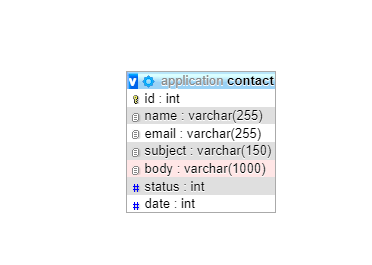 v application contact
id : int
name : varchar(255)
email : varchar(255)
subject : varchar(150)
body : varchar(1000)
# status : int
# date : int